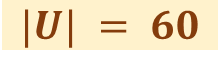 |U| = 60